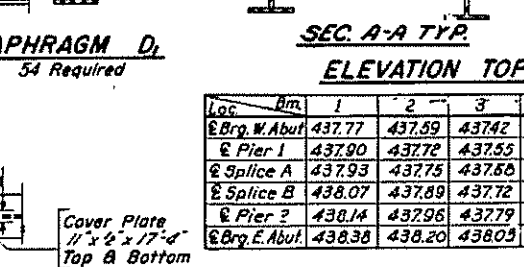 APHRAGM D₁
54 Required
SEC. A-A TYP.
ELEVATION TOP
Loc. Bm. 1 2 3
℄ Brg. W. Abut 437.77 437.59 437.42
℄ Pier 1 437.90 437.72 437.55
℄ Splice A 437.93 437.75 437.58
℄ Splice B 438.07 437.89 437.72
℄ Pier 2 438.14 437.96 437.79
℄ Brg. E. Abut. 438.38 438.20 438.03
Cover Plate
11" x ½" x 17'-4"
Top & Bottom